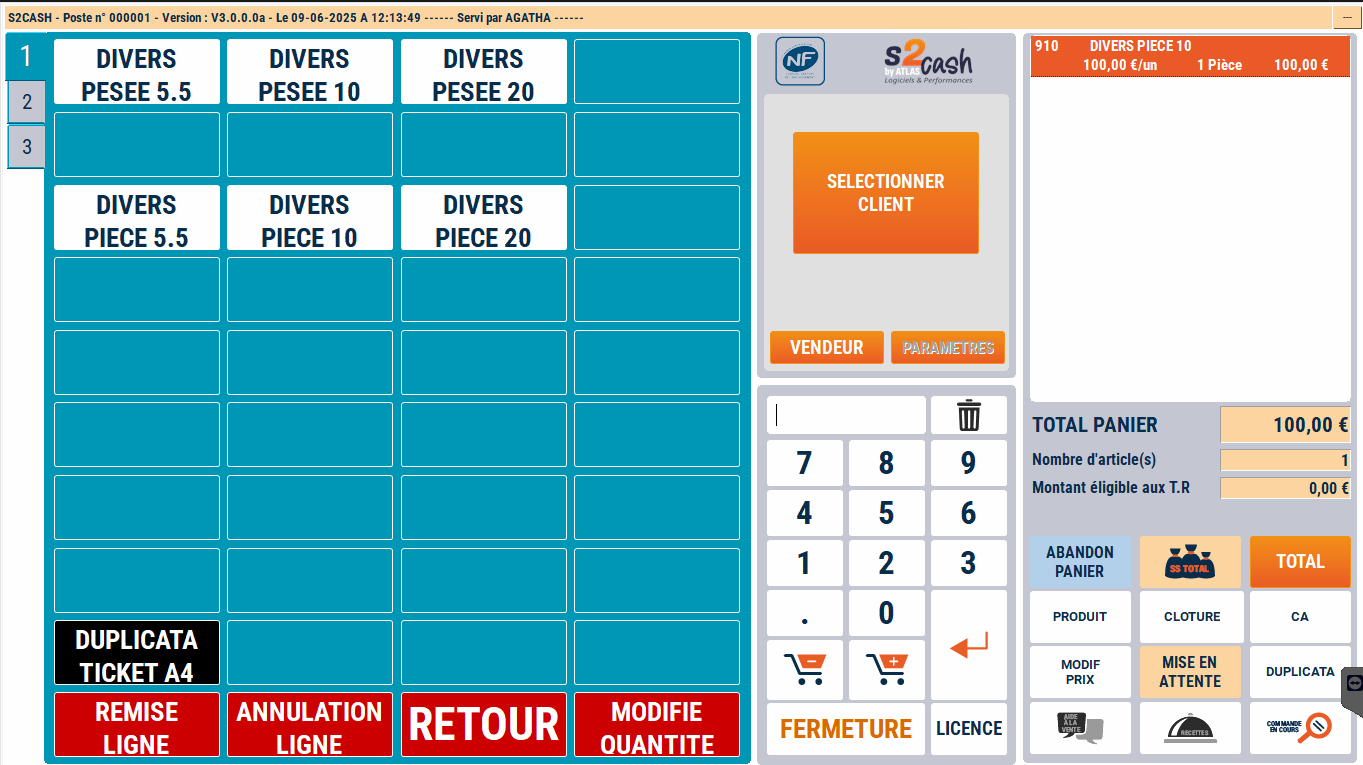 S2CASH - Poste n° 000001 - Version : V3.0.0.0a - Le 09-06-2025 A 12:13:49 ------ Servi par AGATHA ------
---
1
2
3
DIVERS
PESEE 5.5
DIVERS
PESEE 10
DIVERS
PESEE 20
DIVERS
PIECE 5.5
DIVERS
PIECE 10
DIVERS
PIECE 20
DUPLICATA
TICKET A4
REMISE
LIGNE
ANNULATION
LIGNE
RETOUR
MODIFIE
QUANTITE
NF
s2cash
by ATLAS
Logiciels & Performances
SELECTIONNER
CLIENT
VENDEUR
PARAMETRES
7
8
9
4
5
6
1
2
3
.
0
FERMETURE
LICENCE
910 DIVERS PIECE 10
100,00 €/un 1 Pièce 100,00 €
TOTAL PANIER 100,00 €
Nombre d'article(s) 1
Montant éligible aux T.R 0,00 €
ABANDON
PANIER
SS TOTAL
TOTAL
PRODUIT
CLOTURE
CA
MODIF
PRIX
MISE EN
ATTENTE
DUPLICATA
AIDE
À LA
VENTE
RECETTES
COMMANDE
EN COURS